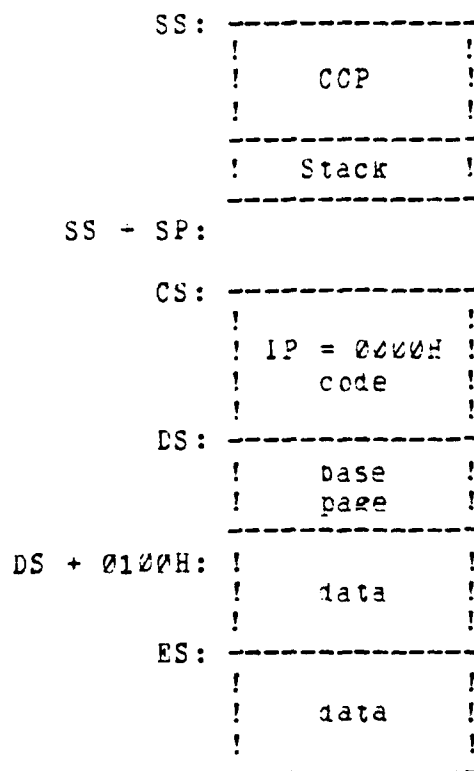 SS: ----------------
! !
! CCP !
! !
----------------
! Stack !
----------------
SS + SP:
CS: ----------------
! !
! IP = 0000H !
! code !
! !
DS: ----------------
! base !
! page !
----------------
DS + 0100H: ! !
! data !
! !
ES: ----------------
! !
! data !
! !